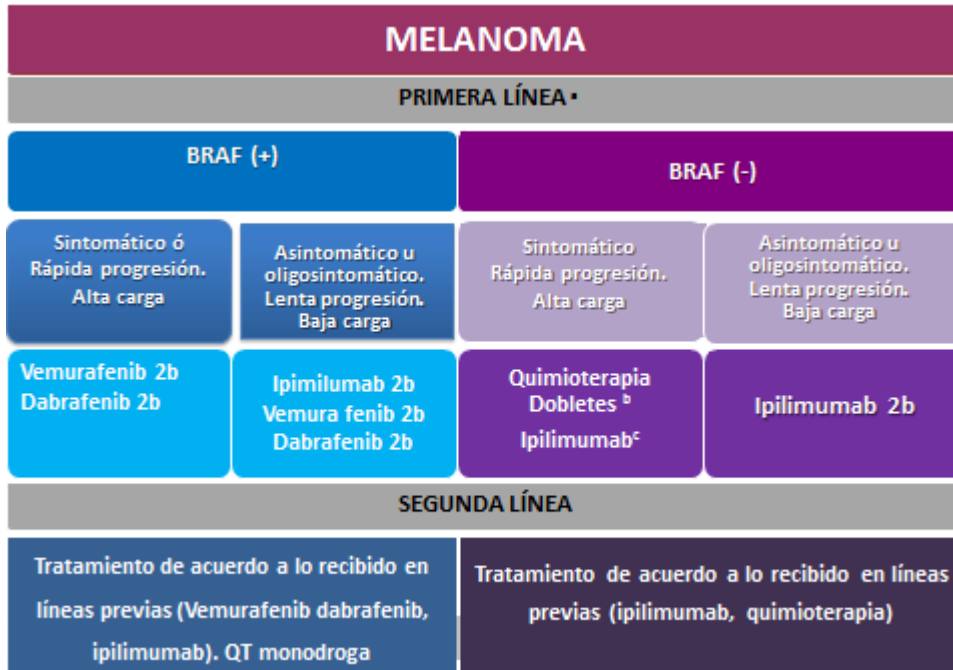 MELANOMA
PRIMERA LÍNEA▪
BRAF (+)
BRAF (-)
Sintomático ó
Rápida progresión.
Alta carga
Asintomático u
oligosintomático.
Lenta progresión.
Baja carga
Sintomático
Rápida progresión.
Alta carga
Asintomático u
oligosintomático.
Lenta progresión.
Baja carga
Vemurafenib 2b
Dabrafenib 2b
Ipimilumab 2b
Vemura fenib 2b
Dabrafenib 2b
Quimioterapia
Dobletes ᵇ
Ipilimumabᶜ
Ipilimumab 2b
SEGUNDA LÍNEA
Tratamiento de acuerdo a lo recibido en
líneas previas (Vemurafenib dabrafenib,
ipilimumab). QT monodroga
Tratamiento de acuerdo a lo recibido en líneas
previas (ipilimumab, quimioterapia)